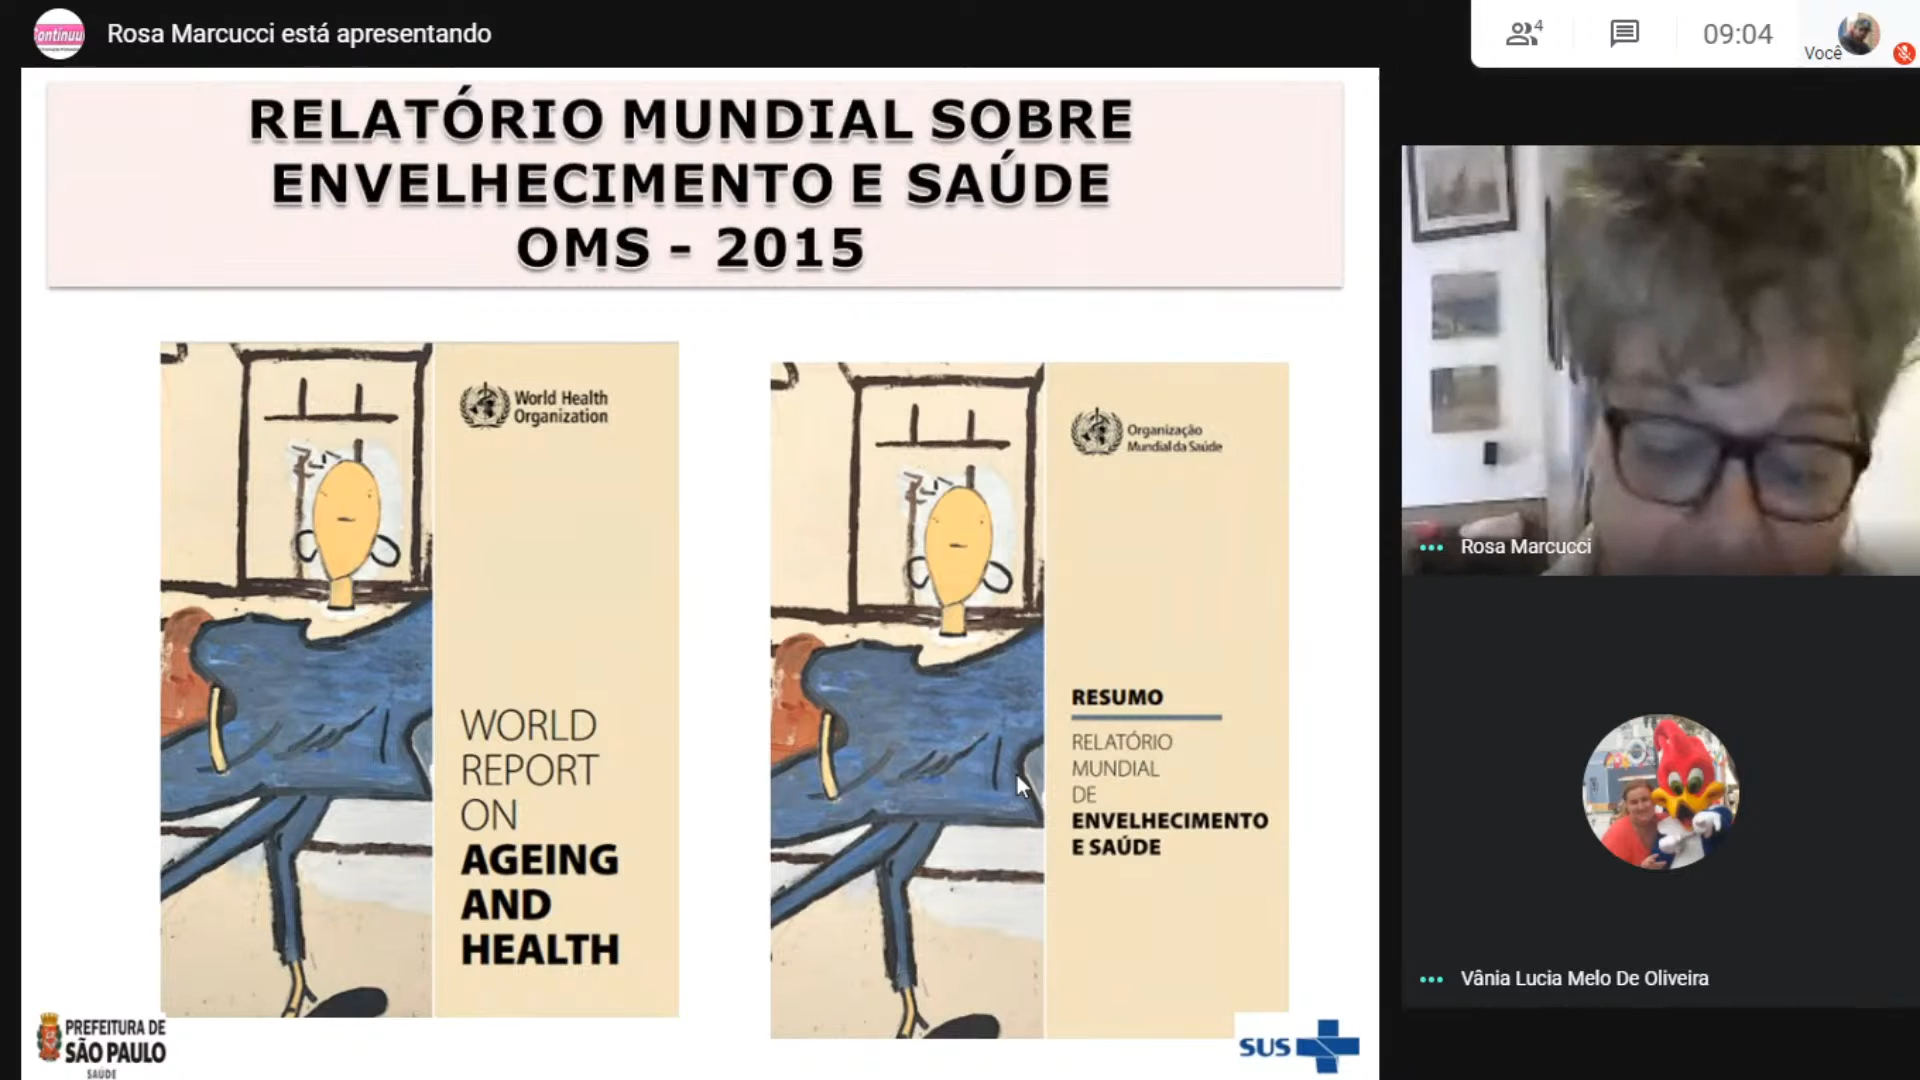 Rosa Marcucci está apresentando
4
09:04
Você
RELATÓRIO MUNDIAL SOBRE
ENVELHECIMENTO E SAÚDE
OMS - 2015
World Health
Organization
WORLD
REPORT
ON
AGEING
AND
HEALTH
Organização
Mundial da Saúde
RESUMO
RELATÓRIO
MUNDIAL
DE
ENVELHECIMENTO
E SAÚDE
PREFEITURA DE
SÃO PAULO
SAÚDE
SUS
Rosa Marcucci
Vânia Lucia Melo De Oliveira